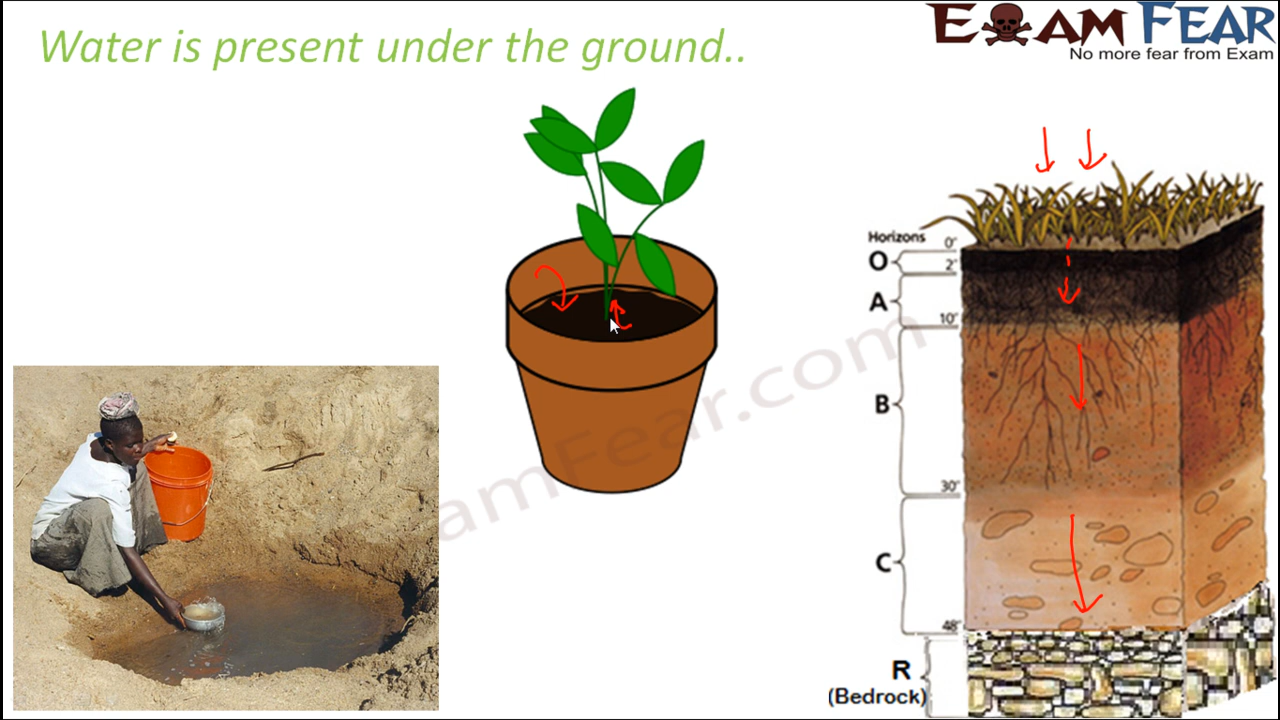 Water is present under the ground..
EXAM FEAR
No more fear from Exam
Horizons
0"
O
2"
A
10"
B
30"
C
48"
R
(Bedrock)
ExamFear.com